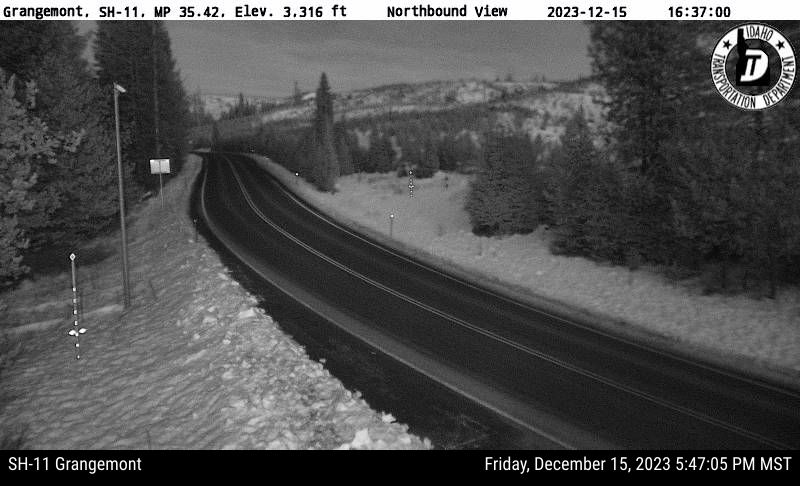 Grangemont, SH-11, MP 35.42, Elev. 3,316 ft Northbound View 2023-12-15 16:37:00
IDAHO
TRANSPORTATION DEPARTMENT
SH-11 Grangemont
Friday, December 15, 2023 5:47:05 PM MST